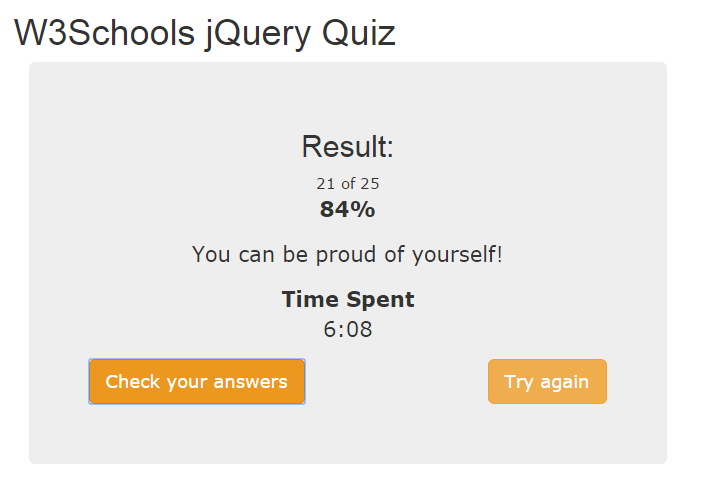 W3Schools jQuery Quiz
Result:
21 of 25
84%
You can be proud of yourself!
Time Spent
6:08
Check your answers
Try again